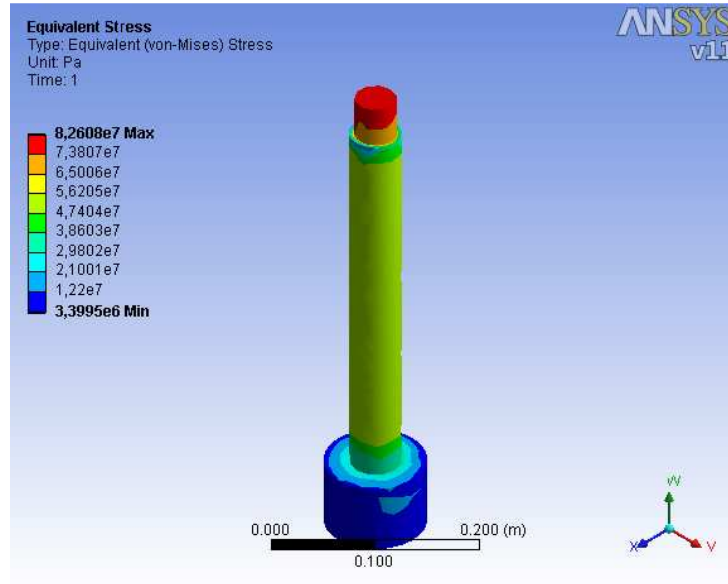 Equivalent Stress
Type: Equivalent (von-Mises) Stress
Unit: Pa
Time: 1
ANSYS
v11
8,2608e7 Max
7,3807e7
6,5006e7
5,6205e7
4,7404e7
3,8603e7
2,9802e7
2,1001e7
1,22e7
3,3995e6 Min
0.000
0.200 (m)
0.100
W
X
V